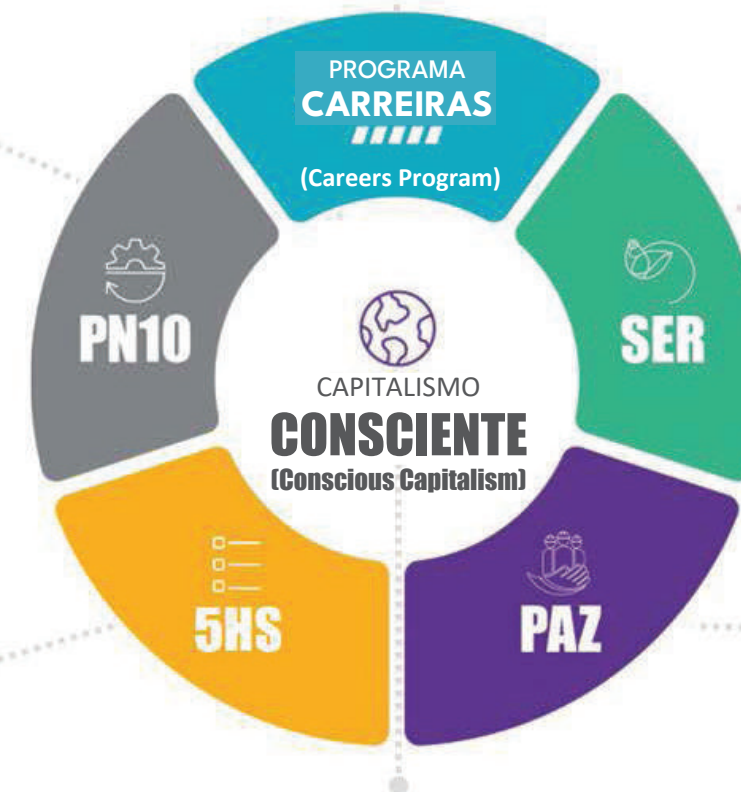 PROGRAMA
CARREIRAS
(Careers Program)
PN10
SER
CAPITALISMO
CONSCIENTE
(Conscious Capitalism)
5HS
PAZ